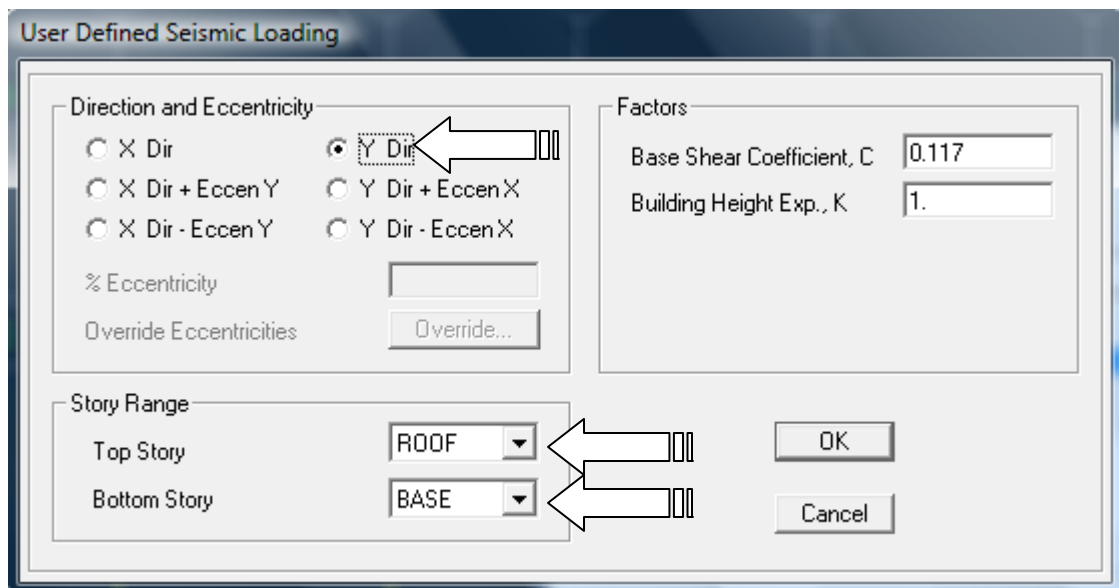 User Defined Seismic Loading
Direction and Eccentricity
X Dir
Y Dir
X Dir + Eccen Y
Y Dir + Eccen X
X Dir - Eccen Y
Y Dir - Eccen X
% Eccentricity
Override Eccentricities
Override...
Factors
Base Shear Coefficient, C
0.117
Building Height Exp., K
1.
Story Range
Top Story
ROOF
Bottom Story
BASE
OK
Cancel